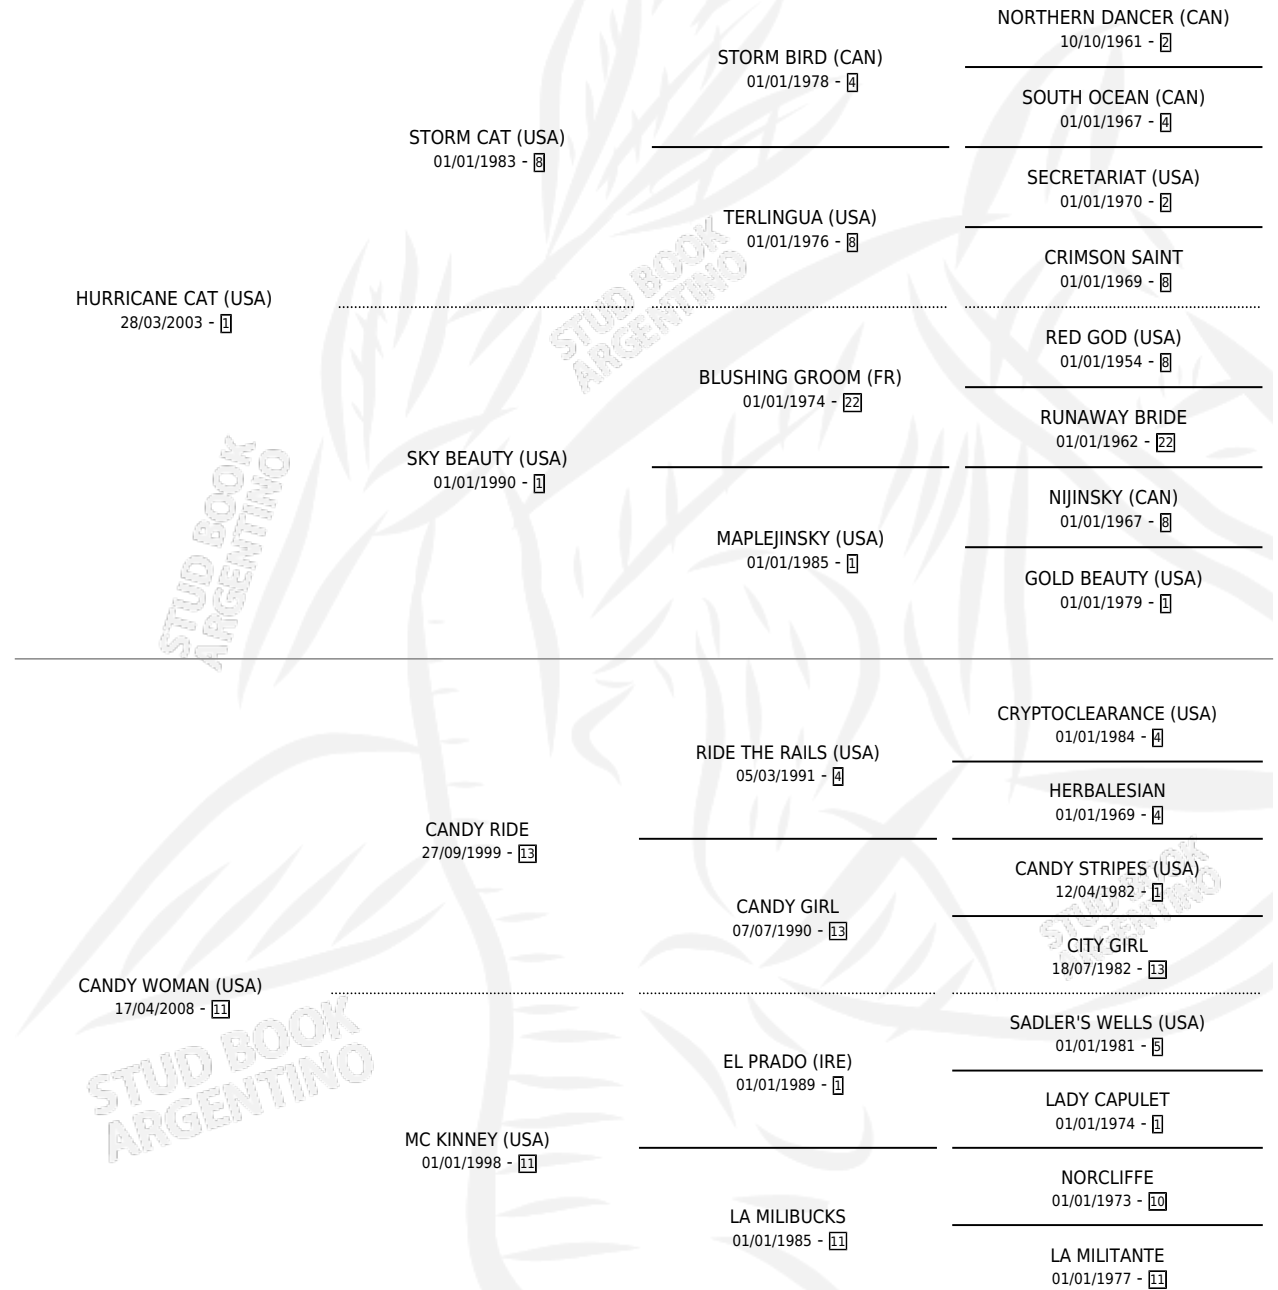 NORTHERN DANCER (CAN)
10/10/1961 - 2
STORM BIRD (CAN)
01/01/1978 - 4
SOUTH OCEAN (CAN)
01/01/1967 - 4
STORM CAT (USA)
01/01/1983 - 8
SECRETARIAT (USA)
01/01/1970 - 2
TERLINGUA (USA)
01/01/1976 - 8
CRIMSON SAINT
01/01/1969 - 8
HURRICANE CAT (USA)
28/03/2003 - 1
RED GOD (USA)
01/01/1954 - 8
BLUSHING GROOM (FR)
01/01/1974 - 22
RUNAWAY BRIDE
01/01/1962 - 22
SKY BEAUTY (USA)
01/01/1990 - 1
NIJINSKY (CAN)
01/01/1967 - 8
MAPLEJINSKY (USA)
01/01/1985 - 1
GOLD BEAUTY (USA)
01/01/1979 - 1
CRYPTOCLEARANCE (USA)
01/01/1984 - 4
RIDE THE RAILS (USA)
05/03/1991 - 4
HERBALESIAN
01/01/1969 - 4
CANDY RIDE
27/09/1999 - 13
CANDY STRIPES (USA)
12/04/1982 - 1
CANDY GIRL
07/07/1990 - 13
CITY GIRL
18/07/1982 - 13
CANDY WOMAN (USA)
17/04/2008 - 11
SADLER'S WELLS (USA)
01/01/1981 - 5
EL PRADO (IRE)
01/01/1989 - 1
LADY CAPULET
01/01/1974 - 1
MC KINNEY (USA)
01/01/1998 - 11
NORCLIFFE
01/01/1973 - 10
LA MILIBUCKS
01/01/1985 - 11
LA MILITANTE
01/01/1977 - 11
STUD BOOK
ARGENTINO
STUD BOOK
ARGENTINO
STUD BOOK
ARGENTINO
STUD BOOK
ARGENTINO